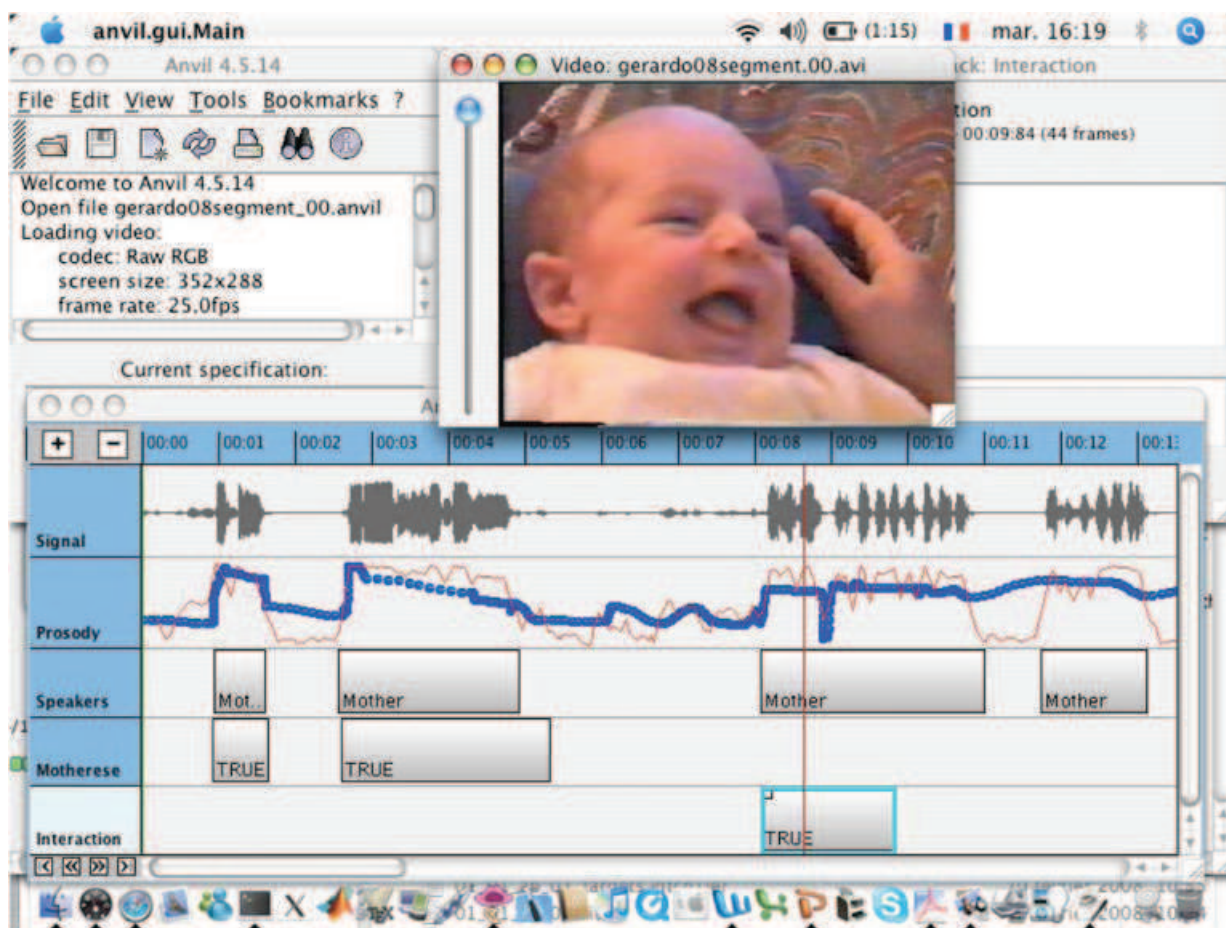 anvil.gui.Main
(1:15)
mar. 16:19
Anvil 4.5.14
Video: gerardo08segment.00.avi
ck: Interaction
File Edit View Tools Bookmarks ?
tion
00:09:84 (44 frames)
Welcome to Anvil 4.5.14
Open file gerardo08segment_00.anvil
Loading video:
codec: Raw RGB
screen size: 352x288
frame rate: 25.0fps
Current specification:
+ - 00:00 00:01 00:02 00:03 00:04 00:05 00:06 00:07 00:08 00:09 00:10 00:11 00:12 00:13
Signal
Prosody
Speakers Mot.. Mother Mother Mother
Motherese TRUE TRUE
Interaction TRUE